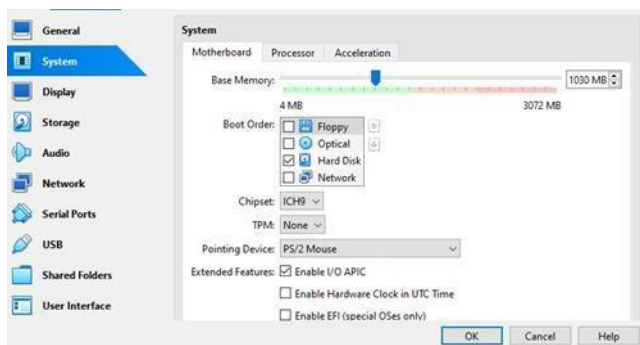 General
System
Display
Storage
Audio
Network
Serial Ports
USB
Shared Folders
User Interface
System
Motherboard Processor Acceleration
Base Memory: 1030 MB
4 MB 3072 MB
Boot Order: Floppy
Optical
Hard Disk
Network
Chipset: ICH9
TPM: None
Pointing Device: PS/2 Mouse
Extended Features: Enable I/O APIC
Enable Hardware Clock in UTC Time
Enable EFI (special OSes only)
OK Cancel Help